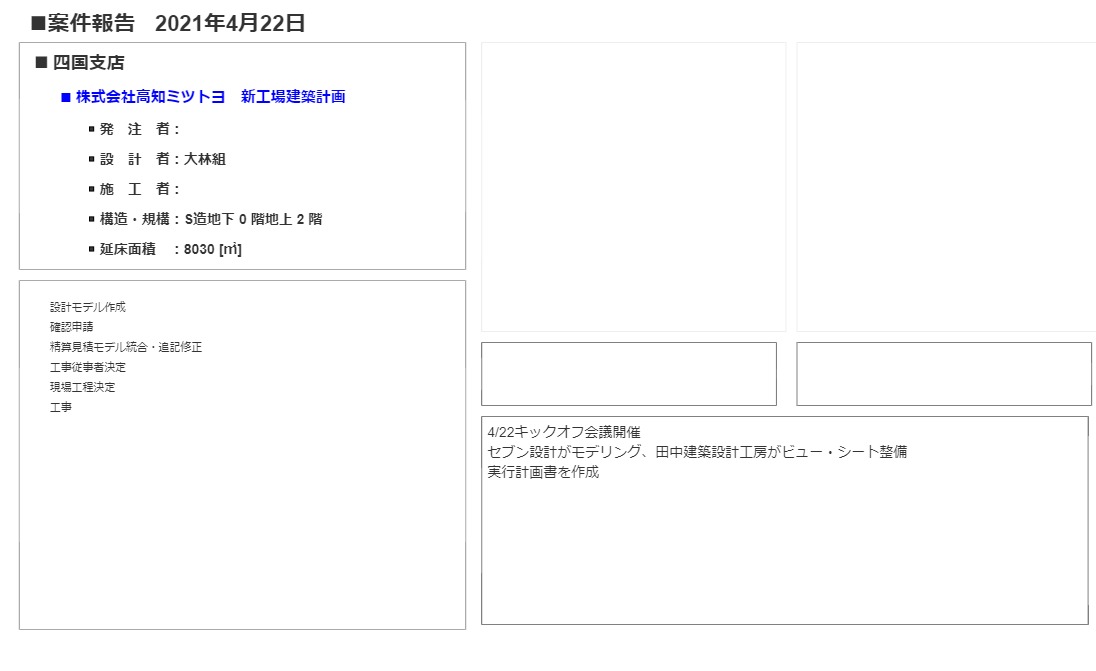 ■案件報告　2021年4月22日
■ 四国支店
■ 株式会社高知ミツトヨ　新工場建築計画
▪ 発　注　者：
▪ 設　計　者：大林組
▪ 施　工　者：
▪ 構造・規構：S造地下 0 階地上 2 階
▪ 延床面積　：8030 [㎡]
設計モデル作成
確認申請
精算見積モデル統合・追記修正
工事従事者決定
現場工程決定
工事
4/22キックオフ会議開催
セブン設計がモデリング、田中建築設計工房がビュー・シート整備
実行計画書を作成